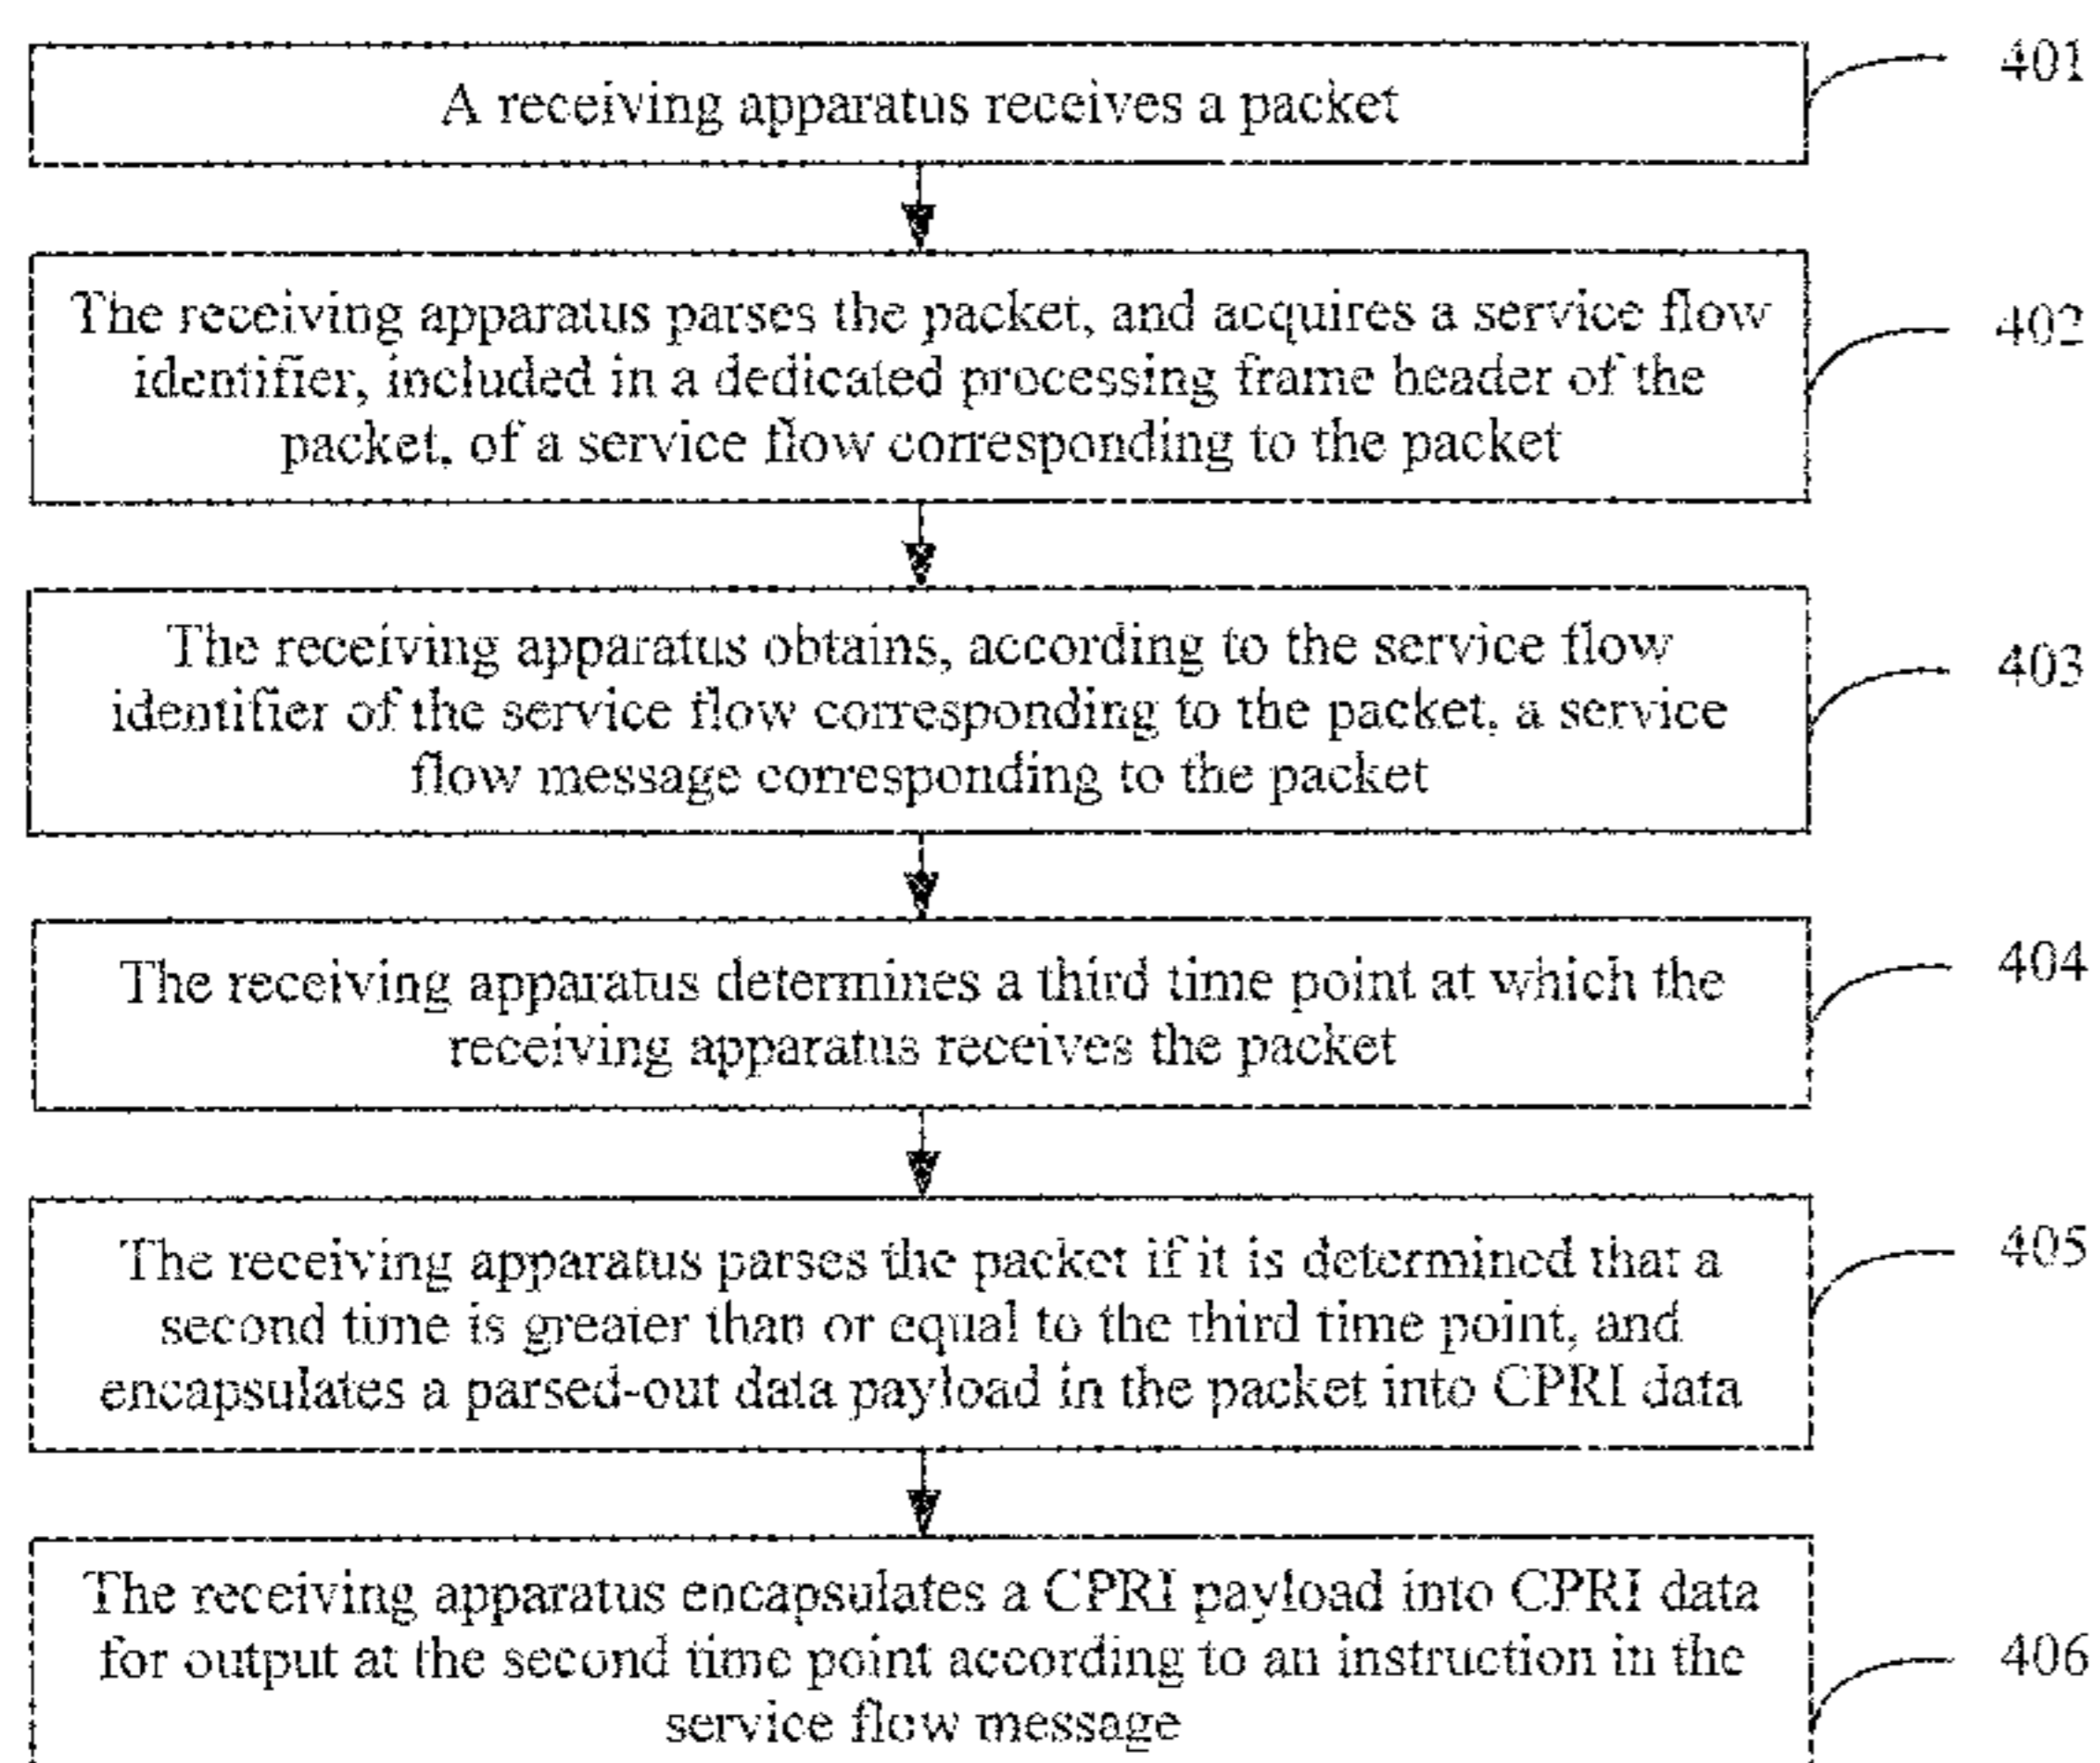 A receiving apparatus receives a packet
401
The receiving apparatus parses the packet, and acquires a service flow
identifier, included in a dedicated processing frame header of the
packet, of a service flow corresponding to the packet
402
The receiving apparatus obtains, according to the service flow
identifier of the service flow corresponding to the packet, a service
flow message corresponding to the packet
403
The receiving apparatus determines a third time point at which the
receiving apparatus receives the packet
404
The receiving apparatus parses the packet if it is determined that a
second time is greater than or equal to the third time point, and
encapsulates a parsed-out data payload in the packet into CPRI data
405
The receiving apparatus encapsulates a CPRI payload into CPRI data
for output at the second time point according to an instruction in the
service flow message
406